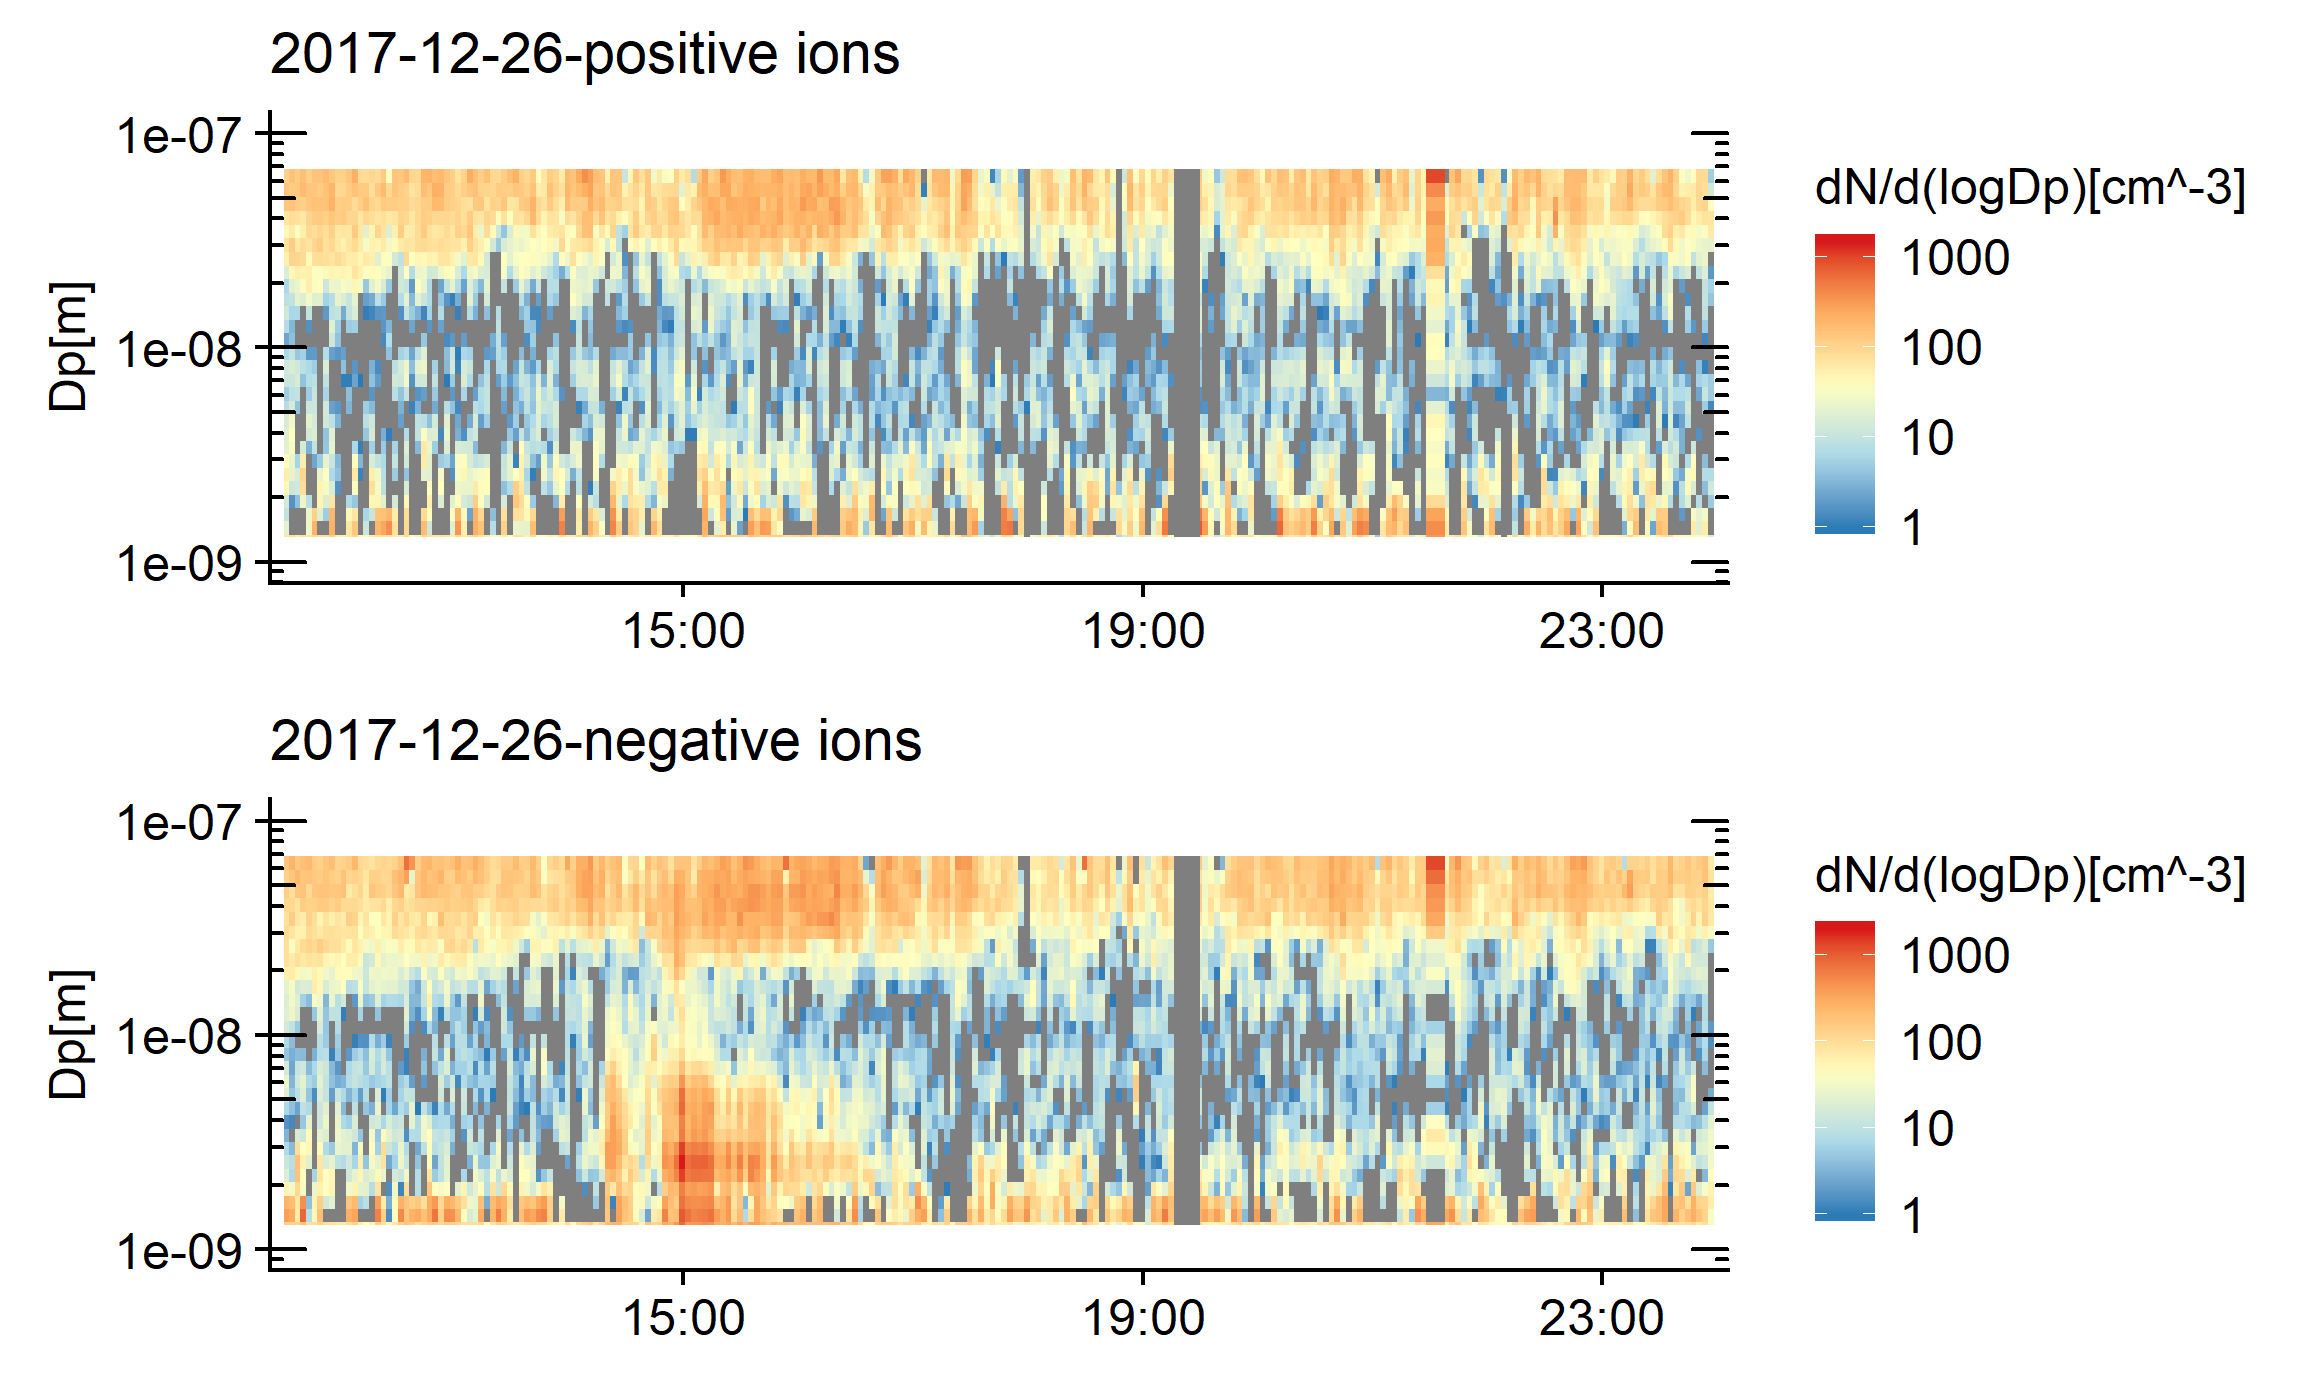 2017-12-26-positive ions
1e-07
1e-08
1e-09
Dp[m]
15:00 19:00 23:00
dN/d(logDp)[cm^-3]
1000
100
10
1
2017-12-26-negative ions
1e-07
1e-08
1e-09
Dp[m]
15:00 19:00 23:00
dN/d(logDp)[cm^-3]
1000
100
10
1